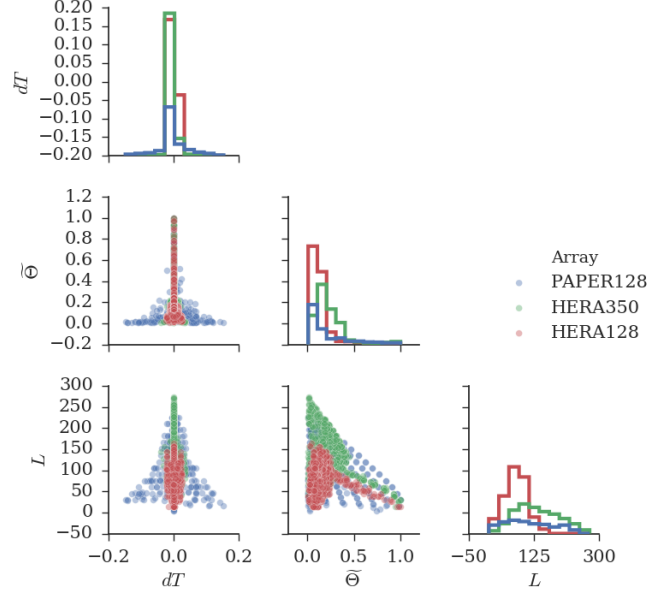 0.20
0.15
0.10
0.05
0.00
−0.05
−0.10
−0.15
−0.20
dT
1.2
1.0
0.8
0.6
0.4
0.2
0.0
−0.2
Θ̃
Array
PAPER128
HERA350
HERA128
300
250
200
150
100
50
0
−50
L
−0.2 0.0 0.2
dT
0.0 0.5 1.0
Θ̃
−50 125 300
L